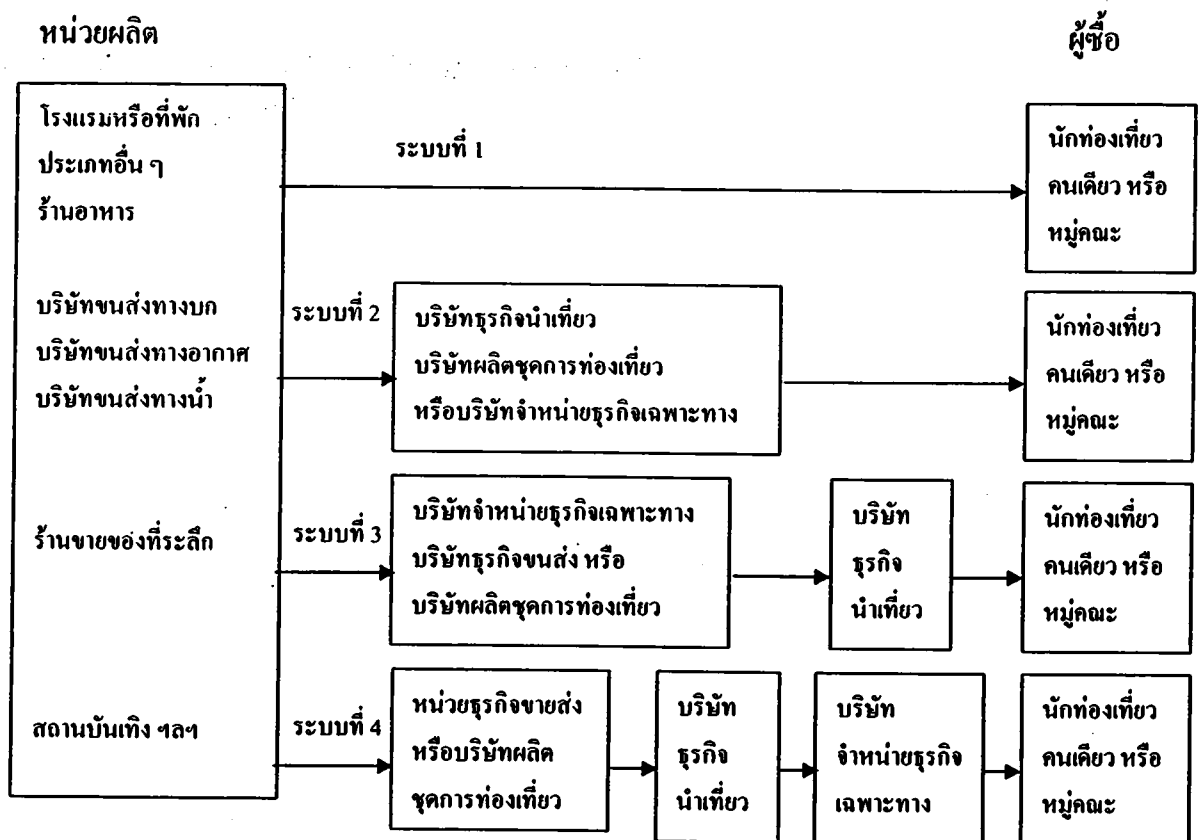 หน่วยผลิต
ผู้ซื้อ
โรงแรมหรือที่พัก
ประเภทอื่น ๆ
ร้านอาหาร
บริษัทขนส่งทางบก
บริษัทขนส่งทางอากาศ
บริษัทขนส่งทางน้ำ
ร้านขายของที่ระลึก
สถานบันเทิง ฯลฯ
ระบบที่ 1
นักท่องเที่ยว
คนเดียว หรือ
หมู่คณะ
ระบบที่ 2
บริษัทธุรกิจนำเที่ยว
บริษัทผลิตชุดการท่องเที่ยว
หรือบริษัทจำหน่ายธุรกิจเฉพาะทาง
นักท่องเที่ยว
คนเดียว หรือ
หมู่คณะ
ระบบที่ 3
บริษัทจำหน่ายธุรกิจเฉพาะทาง
บริษัทธุรกิจขนส่ง หรือ
บริษัทผลิตชุดการท่องเที่ยว
บริษัท
ธุรกิจ
นำเที่ยว
นักท่องเที่ยว
คนเดียว หรือ
หมู่คณะ
ระบบที่ 4
หน่วยธุรกิจขายส่ง
หรือบริษัทผลิต
ชุดการท่องเที่ยว
บริษัท
ธุรกิจ
นำเที่ยว
บริษัท
จำหน่ายธุรกิจ
เฉพาะทาง
นักท่องเที่ยว
คนเดียว หรือ
หมู่คณะ